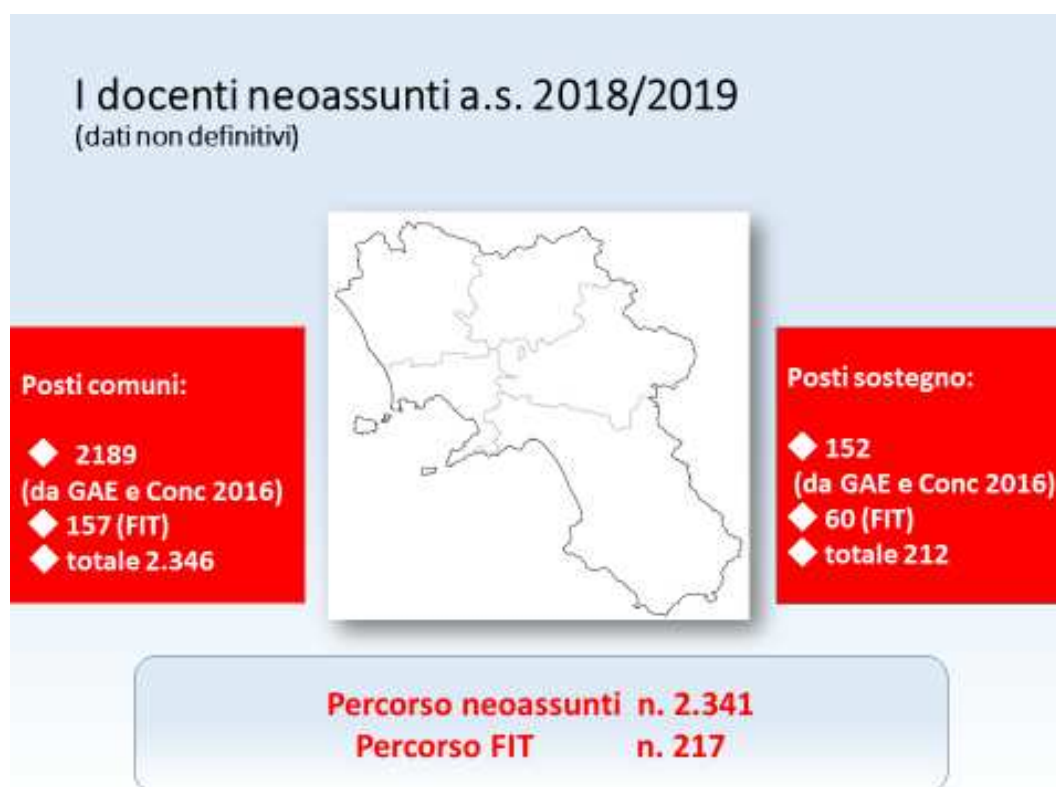 I docenti neoassunti a.s. 2018/2019
(dati non definitivi)
Posti comuni:
2189
(da GAE e Conc 2016)
157 (FIT)
totale 2.346
Posti sostegno:
152
(da GAE e Conc 2016)
60 (FIT)
totale 212
Percorso neoassunti n. 2.341
Percorso FIT n. 217